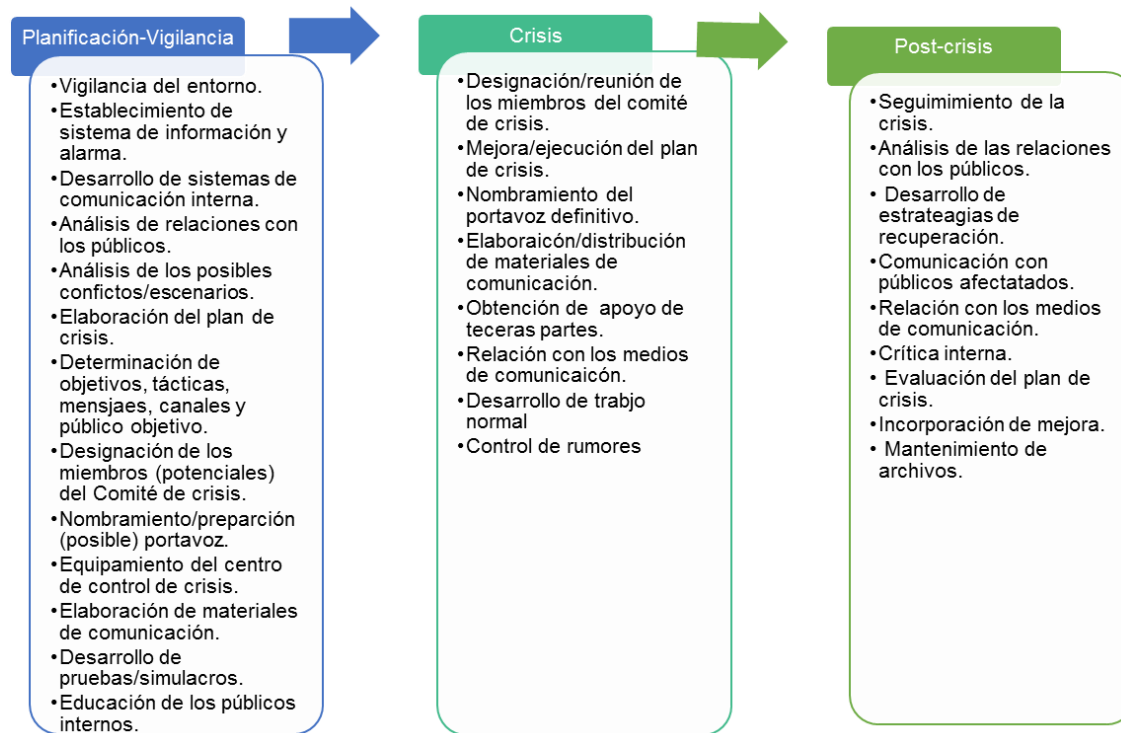 Planificación-Vigilancia
•Vigilancia del entorno.
•Establecimiento de
sistema de información y
alarma.
•Desarrollo de sistemas de
comunicación interna.
•Análisis de relaciones con
los públicos.
•Análisis de los posibles
confictos/escenarios.
•Elaboración del plan de
crisis.
•Determinación de
objetivos, tácticas,
mensjaes, canales y
público objetivo.
•Designación de los
miembros (potenciales)
del Comité de crisis.
•Nombramiento/preparción
(posible) portavoz.
•Equipamiento del centro
de control de crisis.
•Elaboración de materiales
de comunicación.
•Desarrollo de
pruebas/simulacros.
•Educación de los públicos
internos.
Crisis
•Designación/reunión de
los miembros del comité
de crisis.
•Mejora/ejecución del plan
de crisis.
•Nombramiento del
portavoz definitivo.
•Elaboraicón/distribución
de materiales de
comunicación.
•Obtención de apoyo de
teceras partes.
•Relación con los medios
de comunicaicón.
•Desarrollo de trabjo
normal
•Control de rumores
Post-crisis
•Seguimimiento de la
crisis.
•Análisis de las relaciones
con los públicos.
• Desarrollo de
estrateagias de
recuperación.
•Comunicación con
públicos afectatados.
•Relación con los medios
de comunicación.
•Crítica interna.
• Evaluación del plan de
crisis.
•Incorporación de mejora.
• Mantenimiento de
archivos.